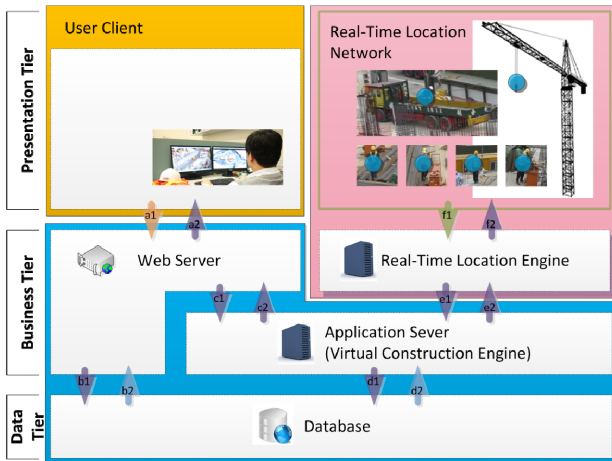 Presentation Tier
User Client
Real-Time Location
Network
a1
a2
f1
f2
Business Tier
Web Server
Real-Time Location Engine
c1
c2
e1
e2
Application Sever
(Virtual Construction Engine)
b1
b2
d1
d2
Data
Tier
Database